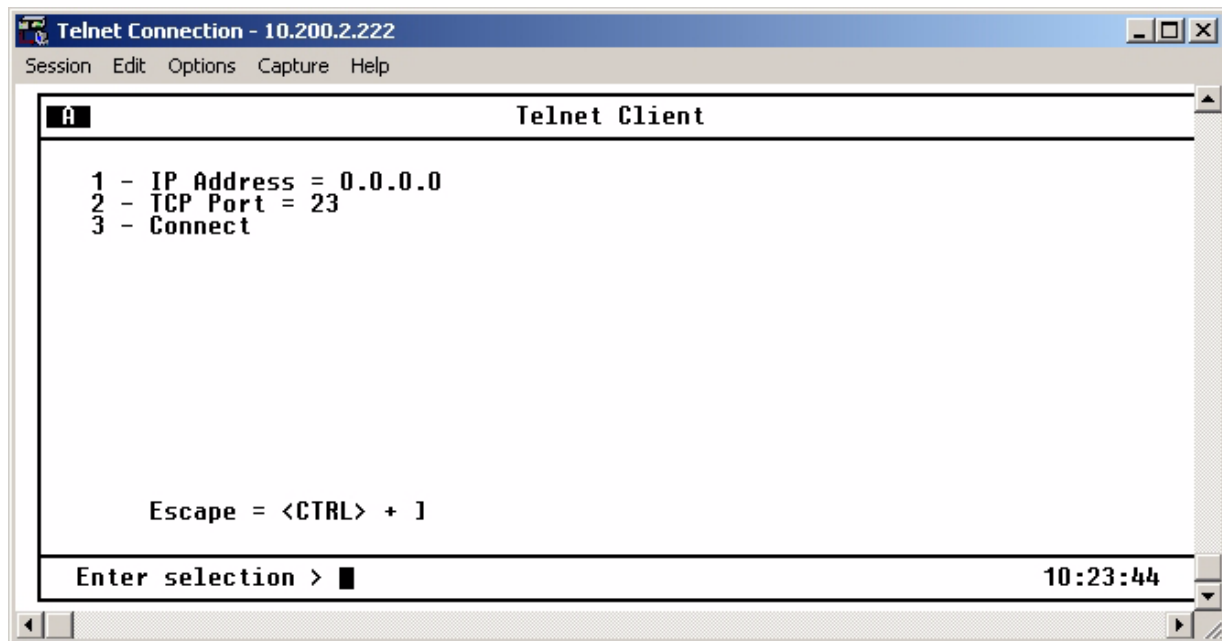 Telnet Connection - 10.200.2.222
Session Edit Options Capture Help
A Telnet Client
1 - IP Address = 0.0.0.0
2 - TCP Port = 23
3 - Connect
Escape = <CTRL> + ]
Enter selection > 10:23:44